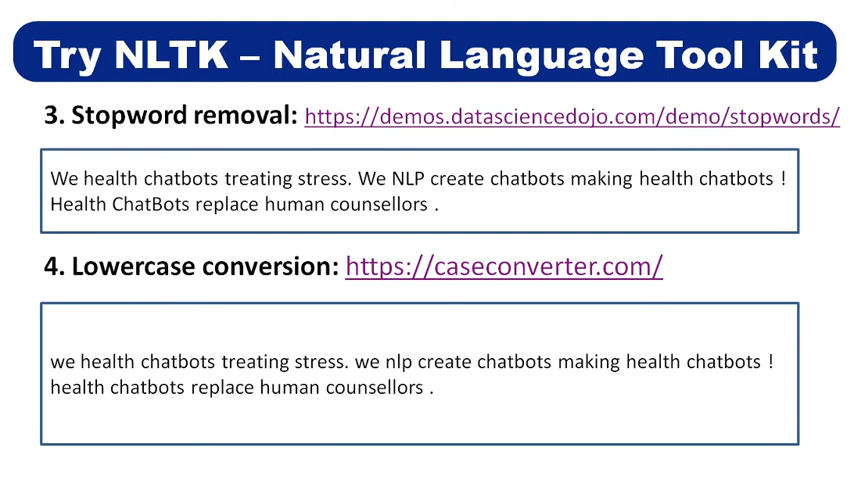 Try NLTK – Natural Language Tool Kit
3. Stopword removal: https://demos.datasciencedojo.com/demo/stopwords/
We health chatbots treating stress. We NLP create chatbots making health chatbots !
Health ChatBots replace human counsellors .
4. Lowercase conversion: https://caseconverter.com/
we health chatbots treating stress. we nlp create chatbots making health chatbots !
health chatbots replace human counsellors .